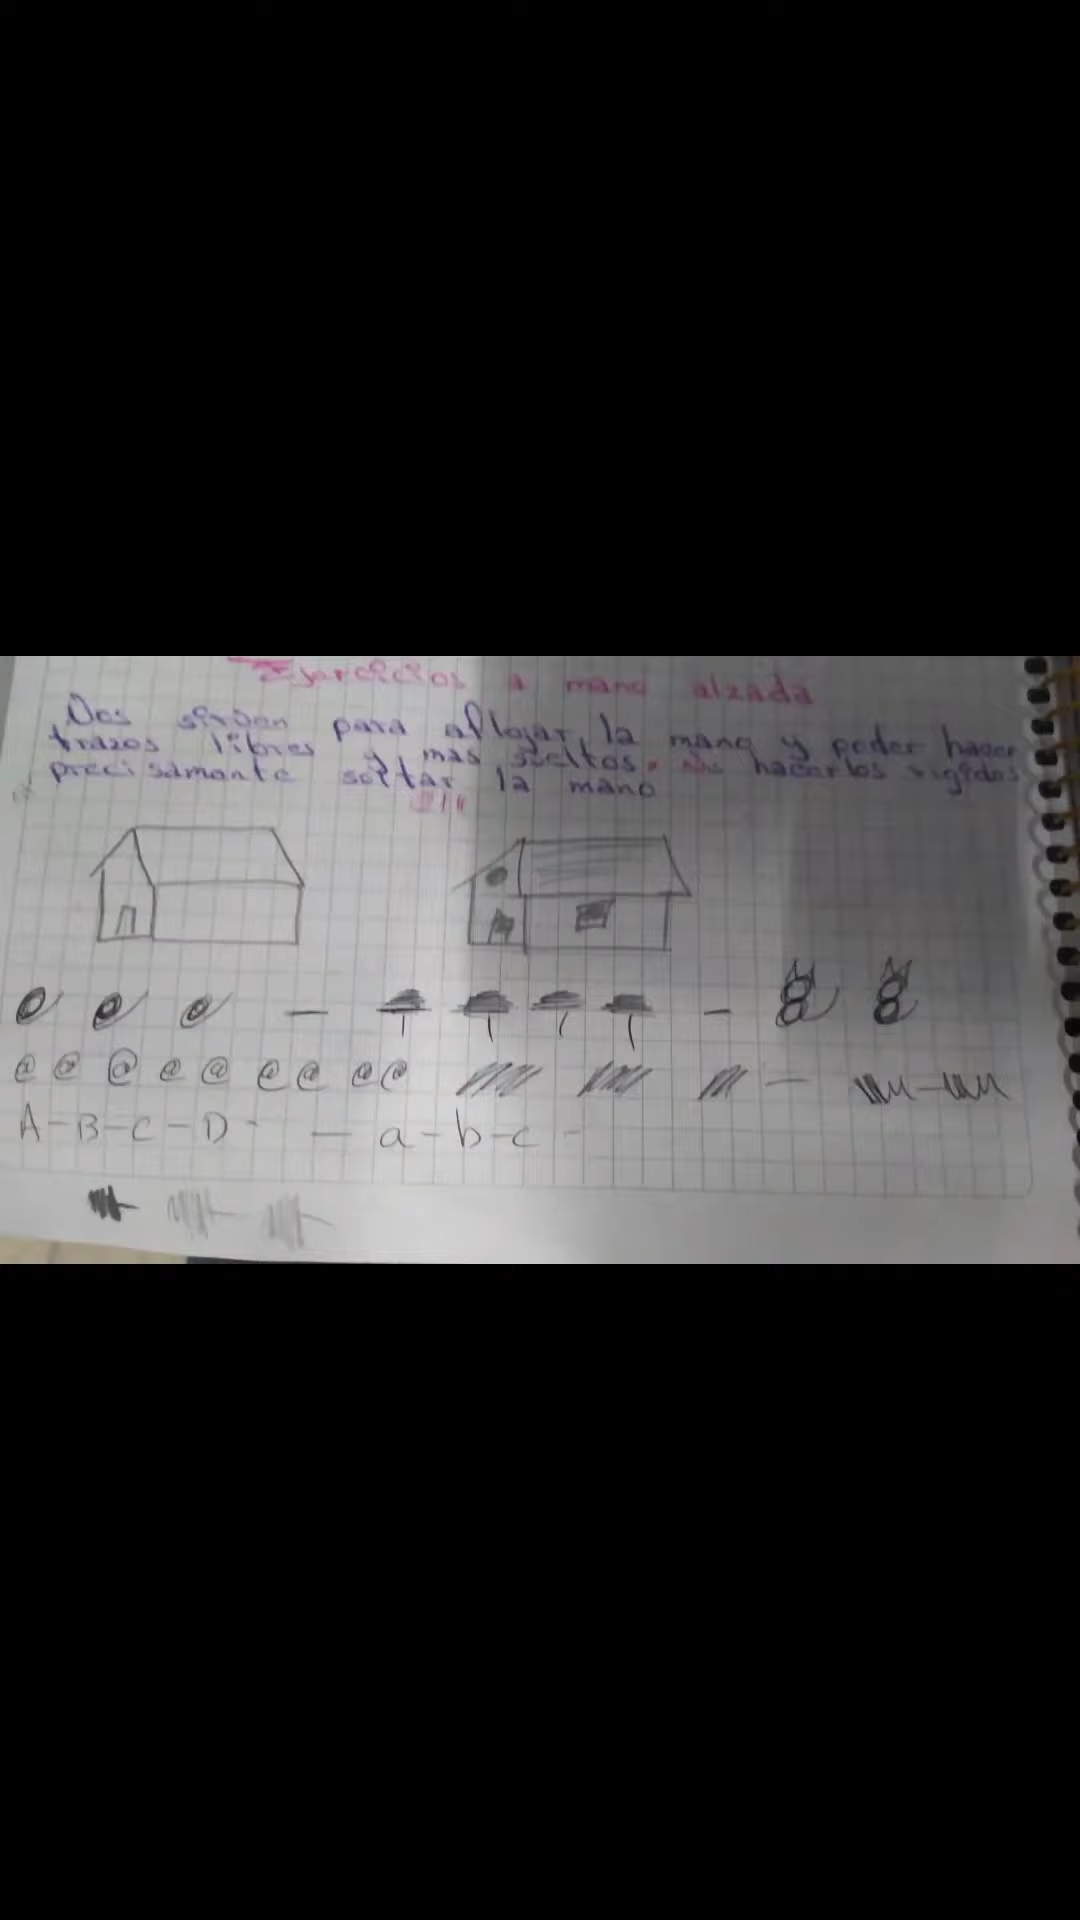 Ejercicios a mano alzada
Nos sirven para aflojar la mano y poder hacer
trazos libres y mas sueltos. No hacerlos rigidos
precisamente soltar la mano
@ @ @ @ @ @ @ @ @
A - B - C - D - — a - b - c -